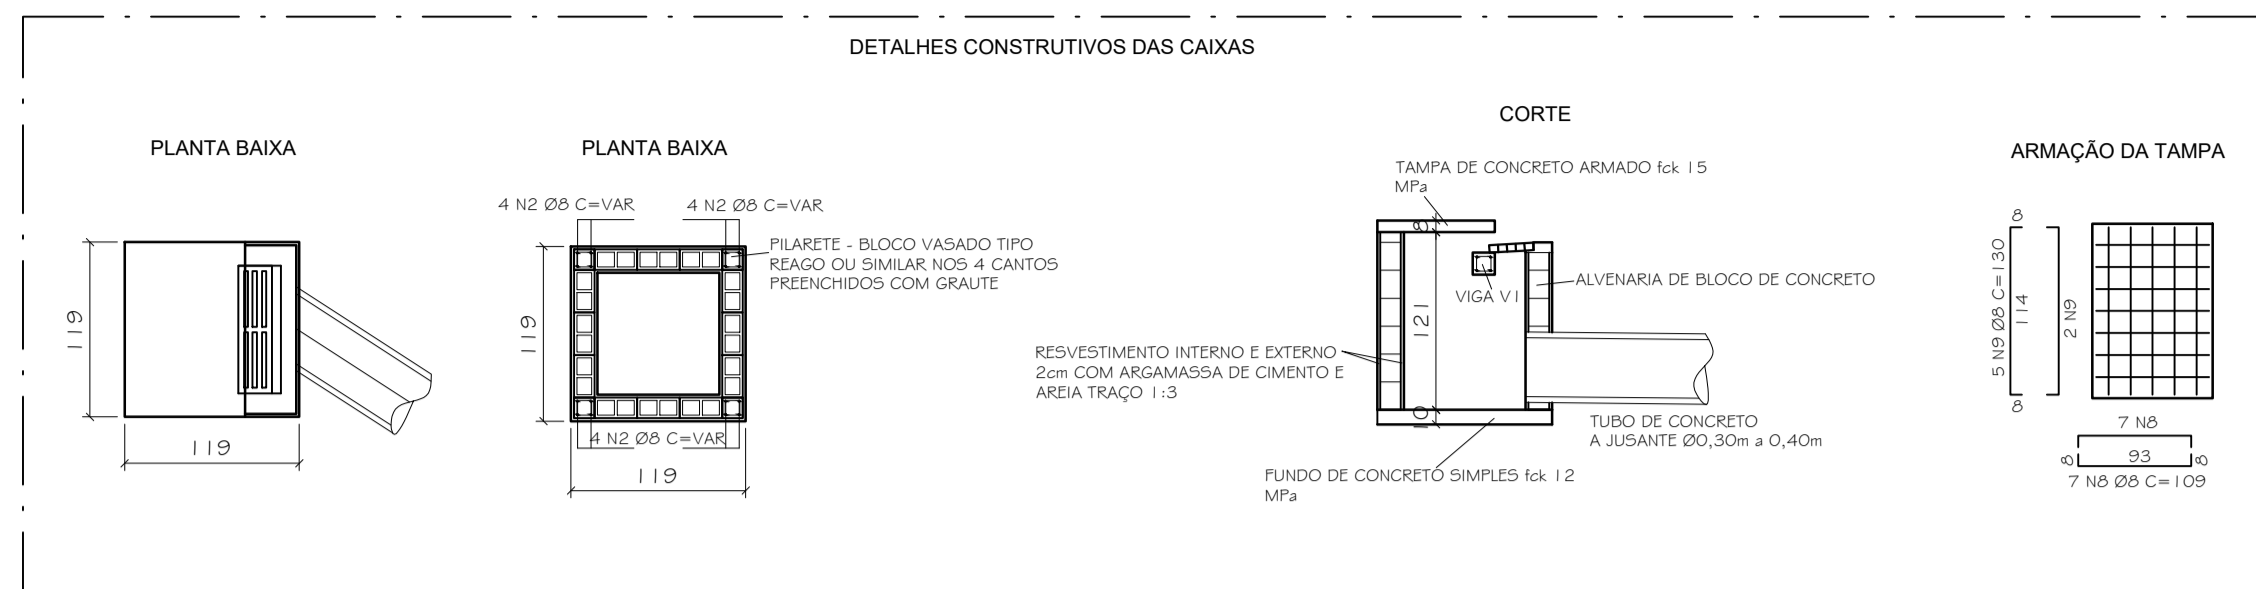 DETALHES CONSTRUTIVOS DAS CAIXAS
PLANTA BAIXA
119
119
PLANTA BAIXA
4 N2 Ø8 C=VAR
4 N2 Ø8 C=VAR
PILARETE - BLOCO VASADO TIPO
REAGO OU SIMILAR NOS 4 CANTOS
PREENCHIDOS COM GRAUTE
119
4 N2 Ø8 C=VAR
119
CORTE
TAMPA DE CONCRETO ARMADO fck 15
MPa
8
VIGA V1
ALVENARIA DE BLOCO DE CONCRETO
121
RESVESTIMENTO INTERNO E EXTERNO
2cm COM ARGAMASSA DE CIMENTO E
AREIA TRAÇO 1:3
10
TUBO DE CONCRETO
A JUSANTE Ø0,30m a 0,40m
FUNDO DE CONCRETO SIMPLES fck 12
MPa
ARMAÇÃO DA TAMPA
8
5 N9 Ø8 C=130
114
2 N9
8
7 N8
8
93
8
7 N8 Ø8 C=109